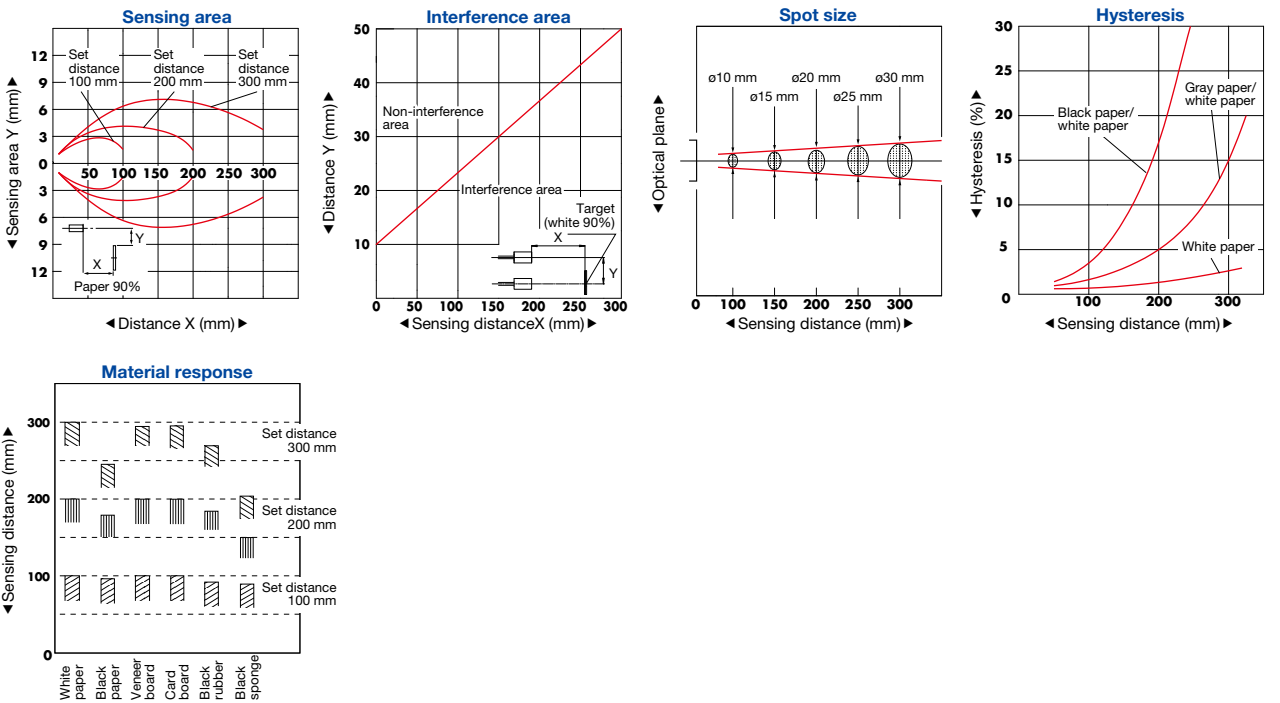 Sensing area
12
9
6
3
0
3
6
9
12
Set
distance
100 mm
Set
distance
200 mm
Set
distance
300 mm
50 100 150 200 250 300
Y
X
Paper 90%
◀Sensing area Y (mm)▶
◀Distance X (mm)▶
Interference area
50
40
30
20
10
Non-interference
area
Interference area
Target
(white 90%)
X
Y
0 50 100 150 200 250 300
◀Distance Y (mm)▶
◀Sensing distanceX (mm)▶
Spot size
ø10 mm
ø15 mm
ø20 mm
ø25 mm
ø30 mm
◀Optical plane▶
0 100 150 200 250 300
◀Sensing distance (mm)▶
Hysteresis
30
25
20
15
10
5
0
Black paper/
white paper
Gray paper/
white paper
White paper
100 200 300
◀Hysteresis (%)▶
◀Sensing distance (mm)▶
Material response
300
200
100
0
Set distance
300 mm
Set distance
200 mm
Set distance
100 mm
◀Sensing distance (mm)▶
White
paper
Black
paper
Veneer
board
Card
board
Black
rubber
Black
sponge